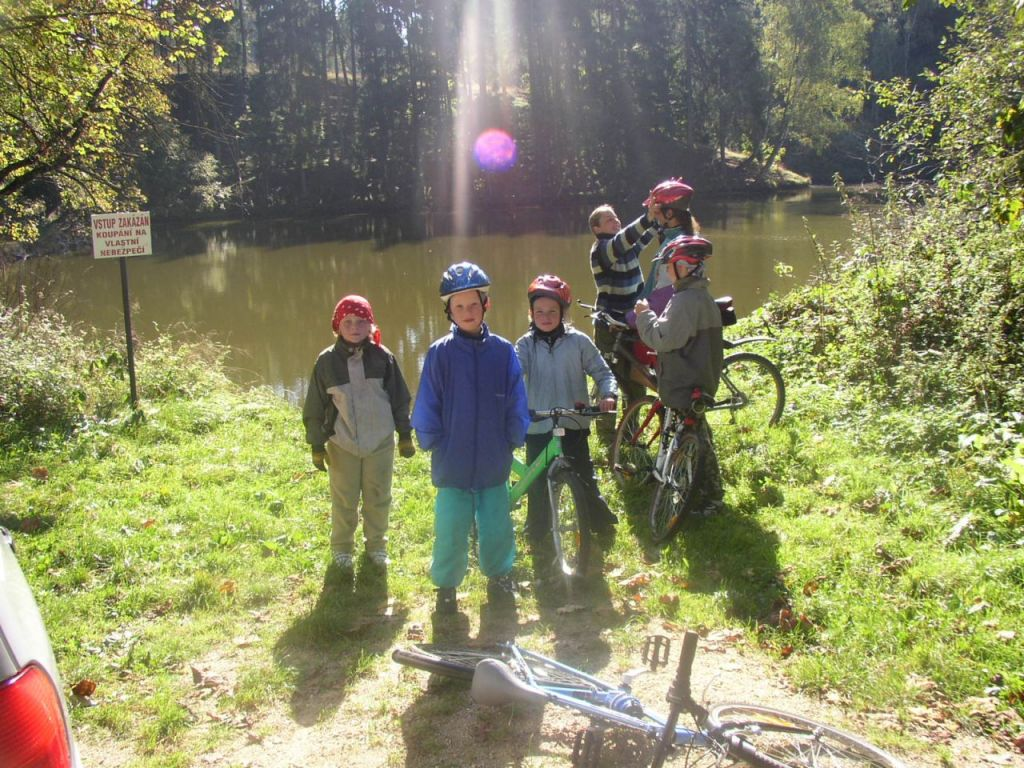 VSTUP ZAKÁZÁN
KOUPÁNÍ NA
VLASTNÍ
NEBEZPEČÍ